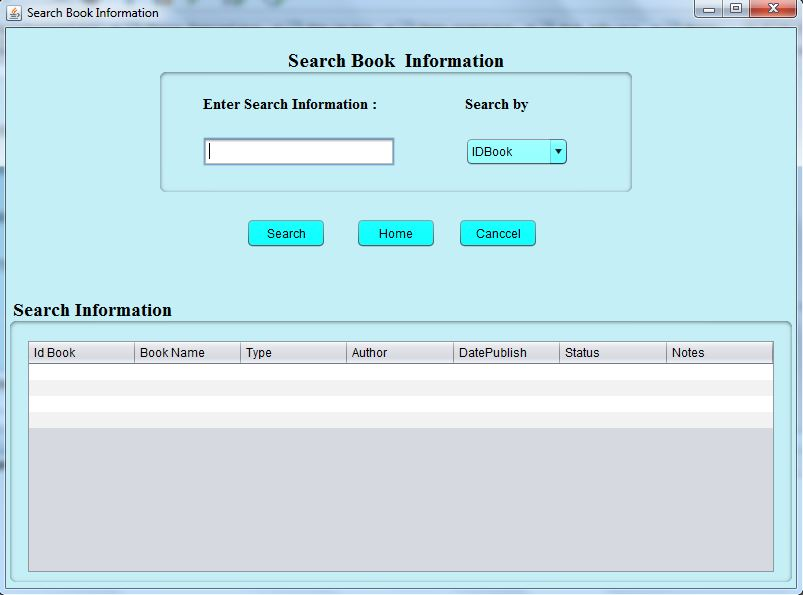 Search Book Information
Search Book  Information
Enter Search Information :
Search by
IDBook
Search
Home
Canccel
Search Information
Id Book
Book Name
Type
Author
DatePublish
Status
Notes